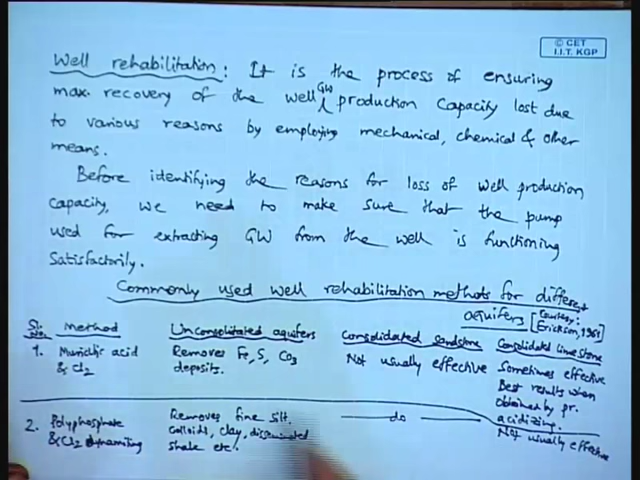 © CET
I.I.T. KGP
Well rehabilitation: It is the process of ensuring
max. recovery of the well GW production capacity lost due
to various reasons by employing mechanical, chemical & other
means.
Before identifying the reasons for loss of well production
capacity, we need to make sure that the pump
used for extracting GW from the well is functioning
satisfactorily.
Commonly used well rehabilitation methods for different
aquifers [Courtesy: Erickson, 1961]
Sl. No. Method Unconsolidated aquifers Consolidated sandstone Consolidated limestone
1. Muriatic acid Removes Fe, S, CO3 Not usually effective Sometimes effective
& Cl2 deposits. Best results when
obtained by pr.
acidizing.
2. Polyphosphate Removes fine silt, do Not usually effective
& Cl2 colloids, clay, disseminated
shale etc.